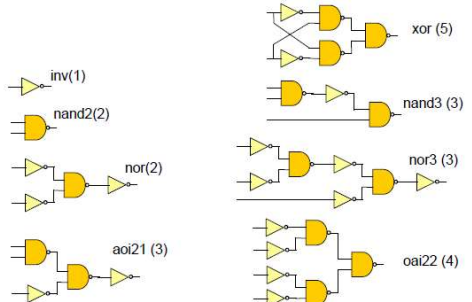 inv(1)
nand2(2)
nor(2)
aoi21 (3)
xor (5)
nand3 (3)
nor3 (3)
oai22 (4)